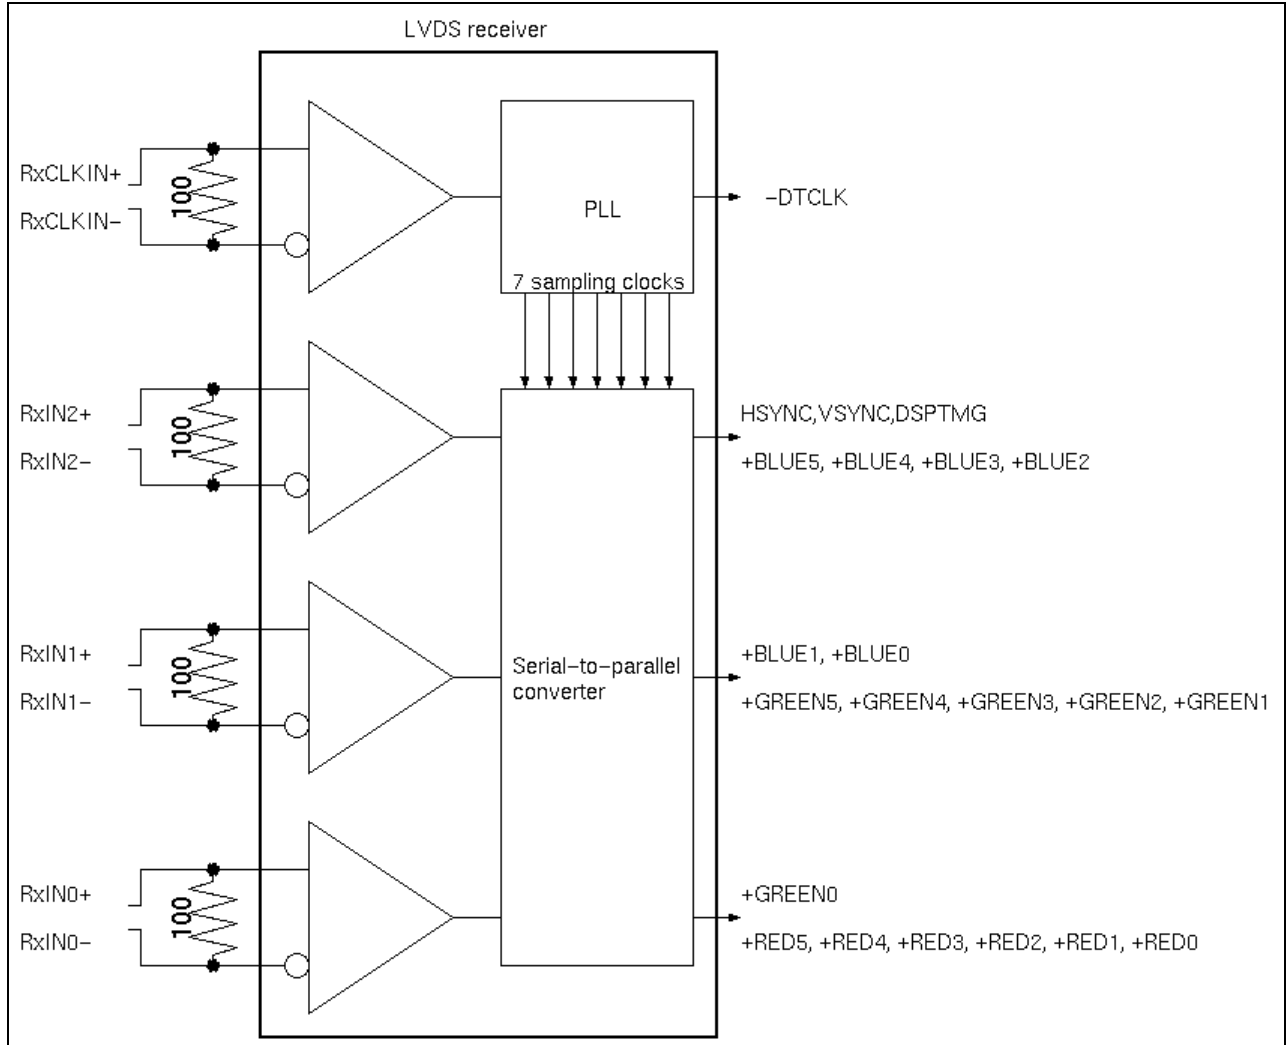 LVDS receiver
RxCLKIN+
100
RxCLKIN-
PLL
-DTCLK
7 sampling clocks
RxIN2+
100
RxIN2-
HSYNC,VSYNC,DSPTMG
+BLUE5, +BLUE4, +BLUE3, +BLUE2
RxIN1+
100
RxIN1-
Serial-to-parallel
converter
+BLUE1, +BLUE0
+GREEN5, +GREEN4, +GREEN3, +GREEN2, +GREEN1
RxIN0+
100
RxIN0-
+GREEN0
+RED5, +RED4, +RED3, +RED2, +RED1, +RED0